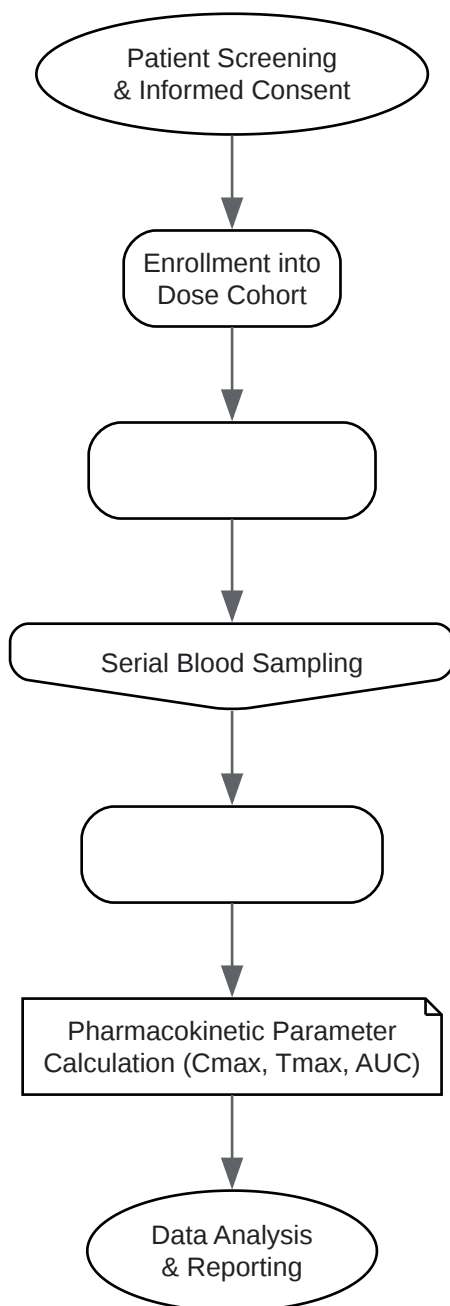 Patient Screening
& Informed Consent
Enrollment into
Dose Cohort
Serial Blood Sampling
Pharmacokinetic Parameter
Calculation (Cmax, Tmax, AUC)
Data Analysis
& Reporting